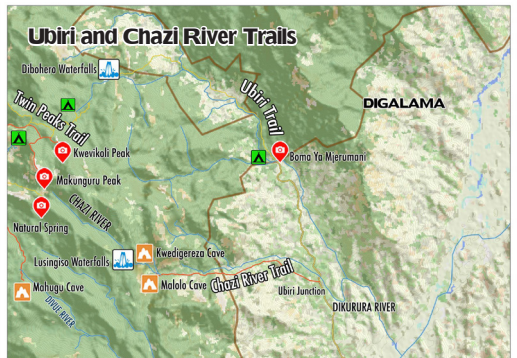 Ubiri and Chazi River Trails
Dibohero Waterfalls
Twin Peaks Trail
Ubiri Trail
DIGALAMA
Kwevikoli Peak
Boma Ya Mjerumani
Makunguru Peak
CHAZI RIVER
Natural Spring
Lusingiso Waterfalls
Kwedigereza Cave
Malolo Cave
Chazi River Trail
Ubiri Junction
Mahugu Cave
DIVUE RIVER
DIKURURA RIVER